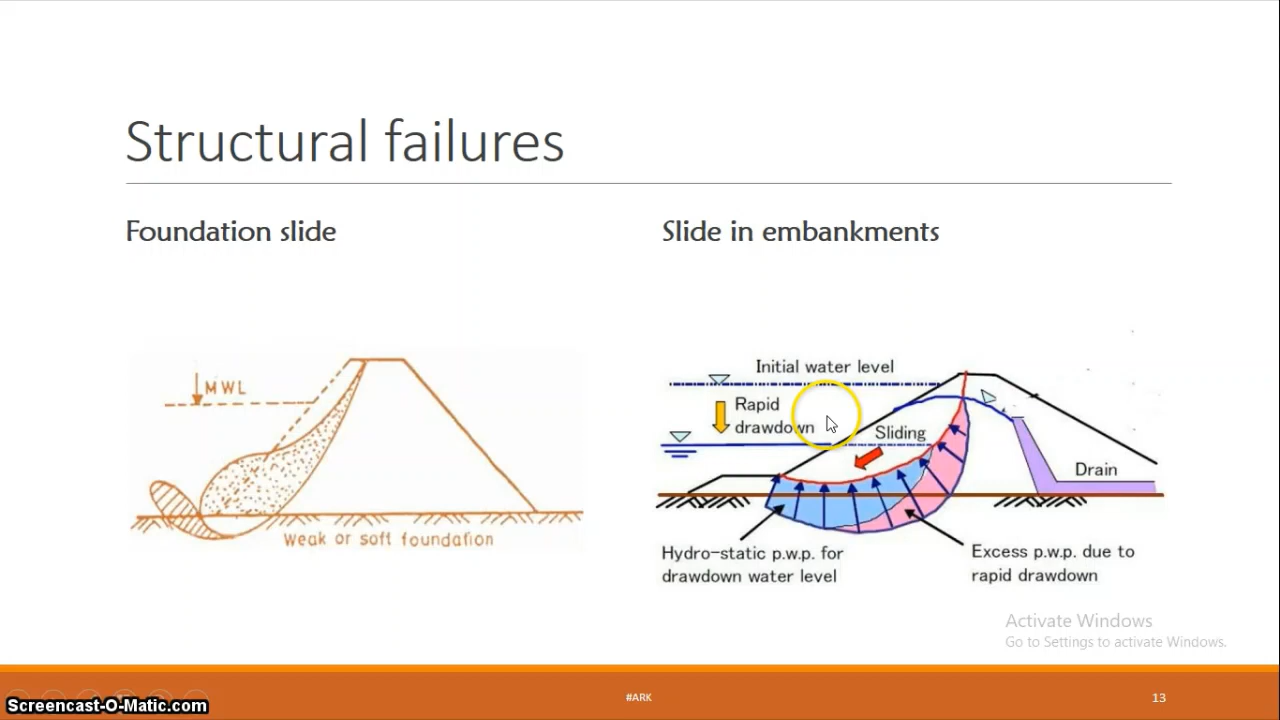 Structural failures
Foundation slide
Slide in embankments
MWL
Weak or soft foundation
Initial water level
Rapid
drawdown
Sliding
Drain
Hydro-static p.w.p. for
drawdown water level
Excess p.w.p. due to
rapid drawdown
Activate Windows
Go to Settings to activate Windows.
Screencast-O-Matic.com
#ARK
13